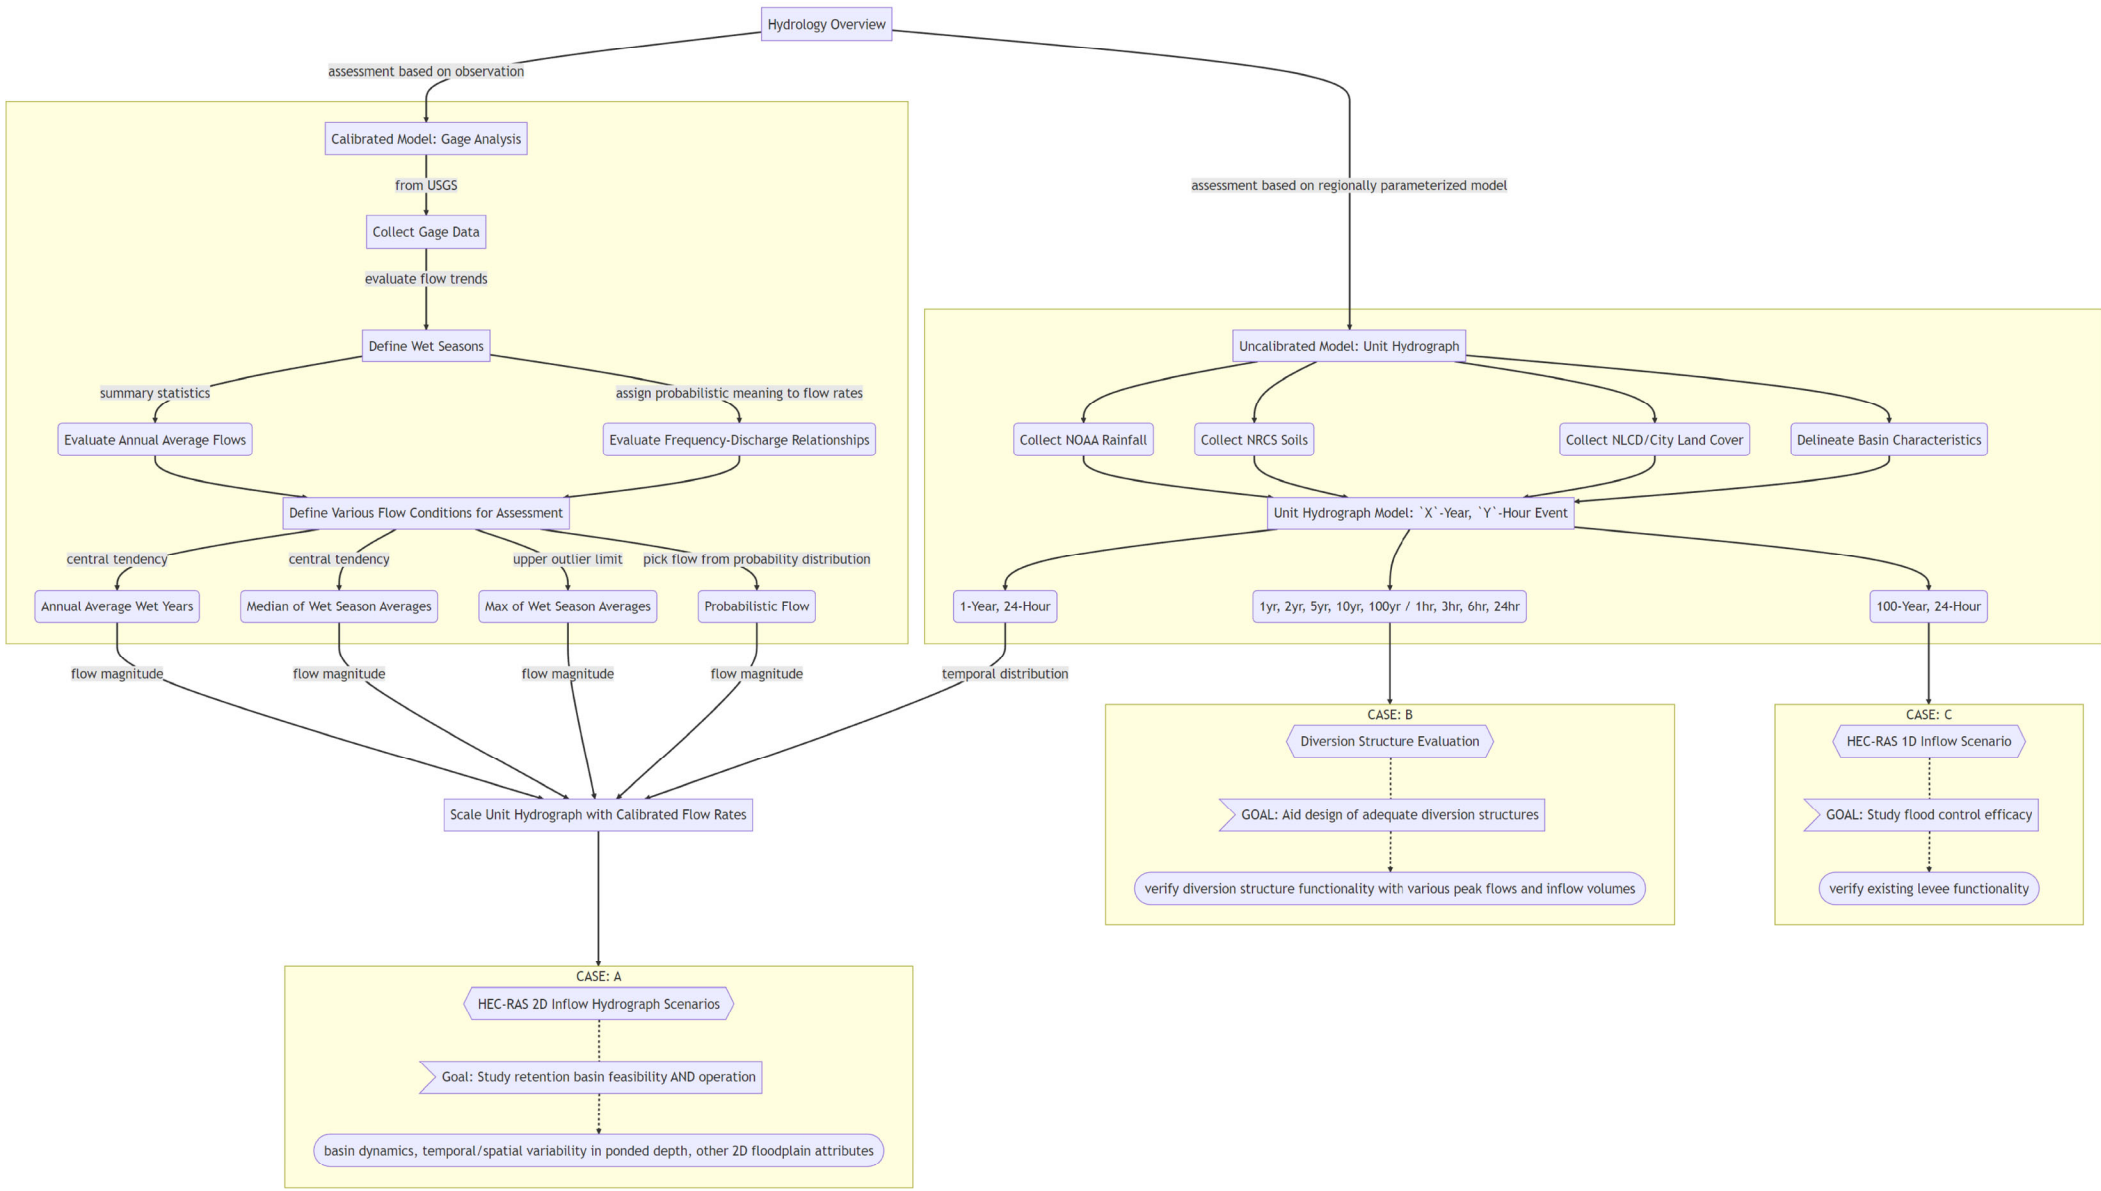 Hydrology Overview
assessment based on observation
Calibrated Model: Gage Analysis
from USGS
assessment based on regionally parameterized model
Collect Gage Data
evaluate flow trends
Define Wet Seasons
Uncalibrated Model: Unit Hydrograph
summary statistics
assign probabilistic meaning to flow rates
Evaluate Annual Average Flows
Evaluate Frequency-Discharge Relationships
Collect NOAA Rainfall
Collect NRCS Soils
Collect NLCD/City Land Cover
Delineate Basin Characteristics
Define Various Flow Conditions for Assessment
Unit Hydrograph Model: `X`-Year, `Y`-Hour Event
central tendency
central tendency
upper outlier limit
pick flow from probability distribution
Annual Average Wet Years
Median of Wet Season Averages
Max of Wet Season Averages
Probabilistic Flow
1-Year, 24-Hour
1yr, 2yr, 5yr, 10yr, 100yr / 1hr, 3hr, 6hr, 24hr
100-Year, 24-Hour
flow magnitude
flow magnitude
flow magnitude
flow magnitude
temporal distribution
CASE: B
CASE: C
Diversion Structure Evaluation
HEC-RAS 1D Inflow Scenario
Scale Unit Hydrograph with Calibrated Flow Rates
GOAL: Aid design of adequate diversion structures
GOAL: Study flood control efficacy
verify diversion structure functionality with various peak flows and inflow volumes
verify existing levee functionality
CASE: A
HEC-RAS 2D Inflow Hydrograph Scenarios
Goal: Study retention basin feasibility AND operation
basin dynamics, temporal/spatial variability in ponded depth, other 2D floodplain attributes